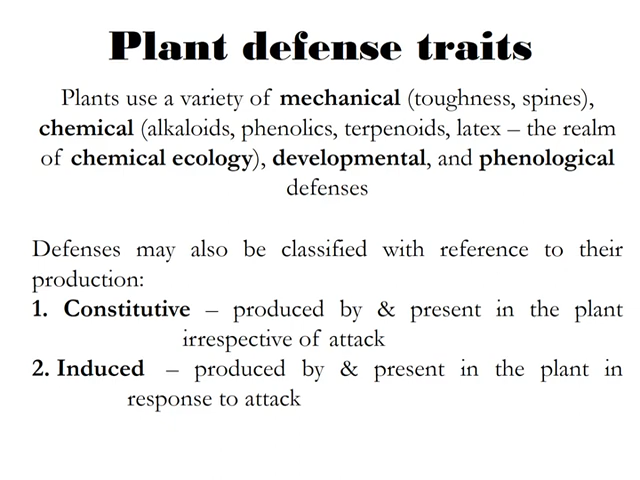 Plant defense traits
Plants use a variety of mechanical (toughness, spines),
chemical (alkaloids, phenolics, terpenoids, latex – the realm
of chemical ecology), developmental, and phenological
defenses
Defenses may also be classified with reference to their
production:
1. Constitutive – produced by & present in the plant
irrespective of attack
2. Induced – produced by & present in the plant in
response to attack